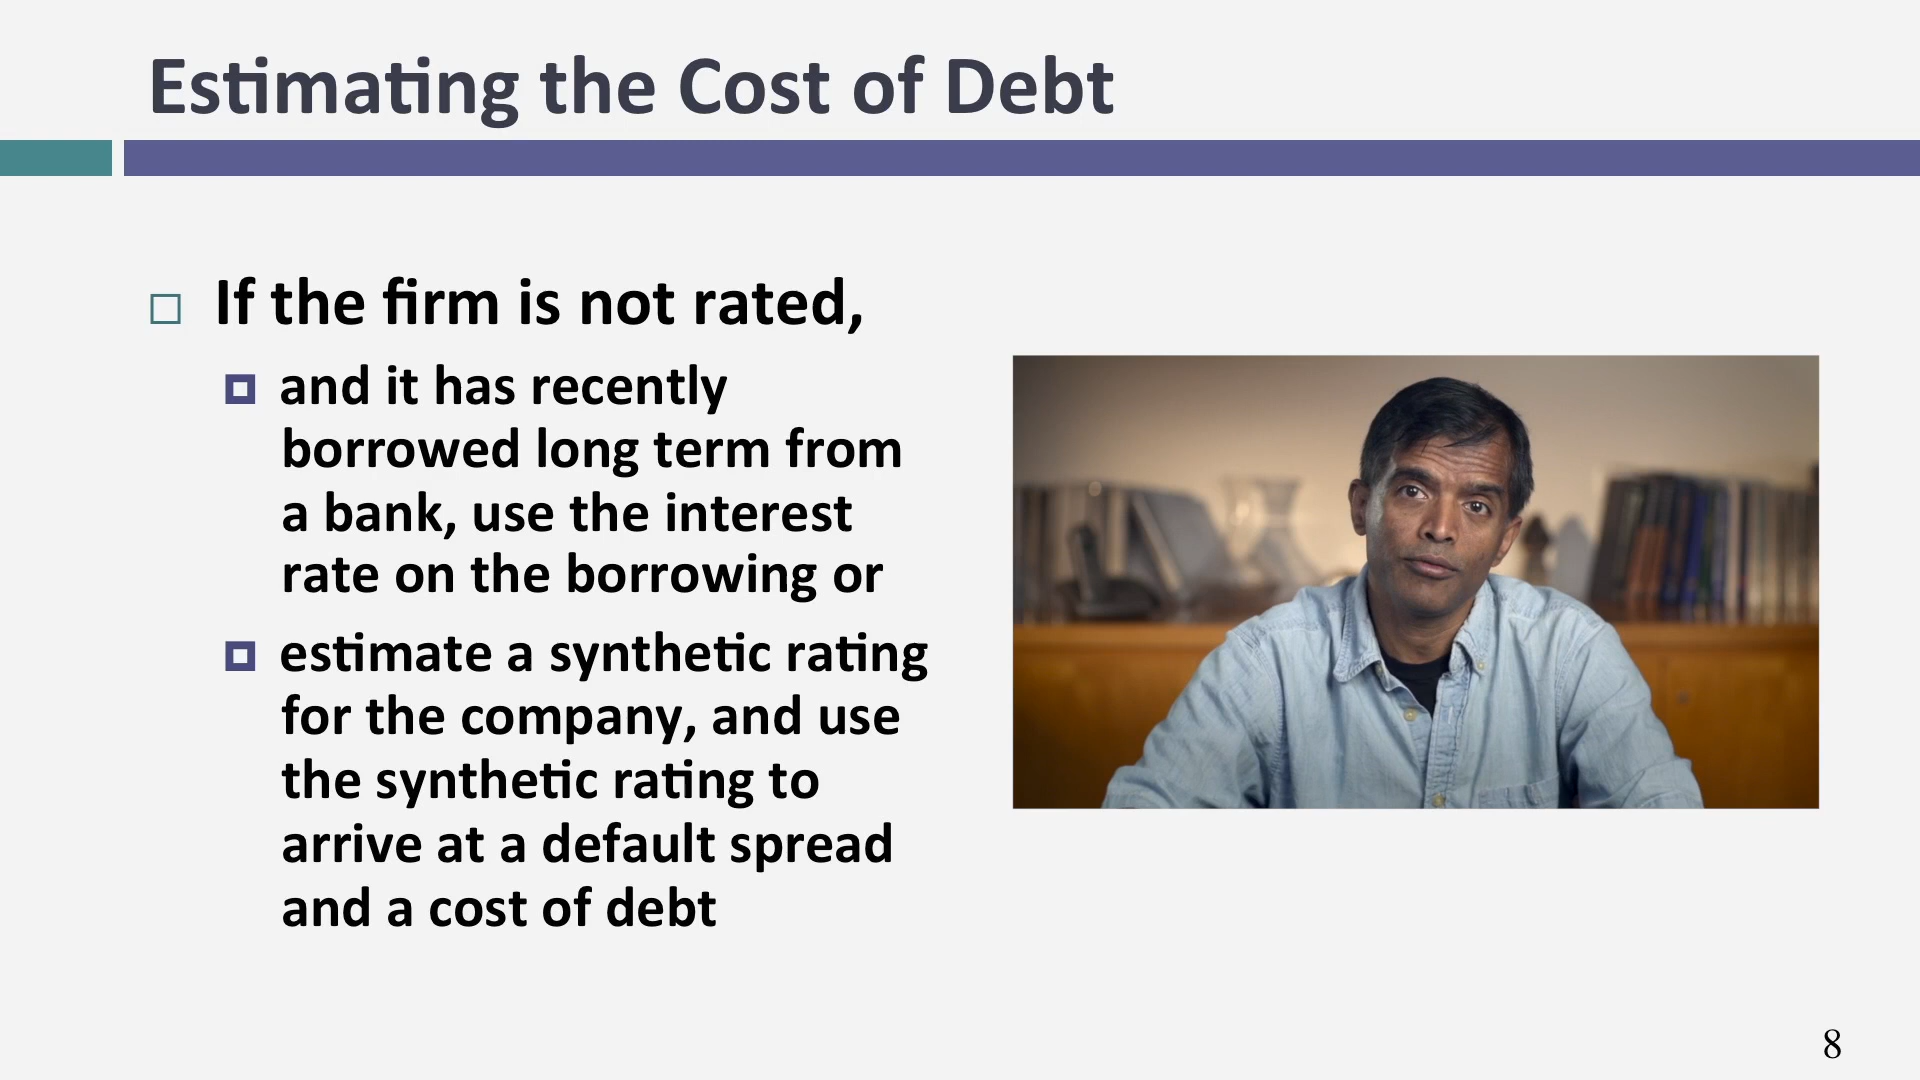 Estimating the Cost of Debt
If the firm is not rated,
and it has recently
borrowed long term from
a bank, use the interest
rate on the borrowing or
estimate a synthetic rating
for the company, and use
the synthetic rating to
arrive at a default spread
and a cost of debt
8